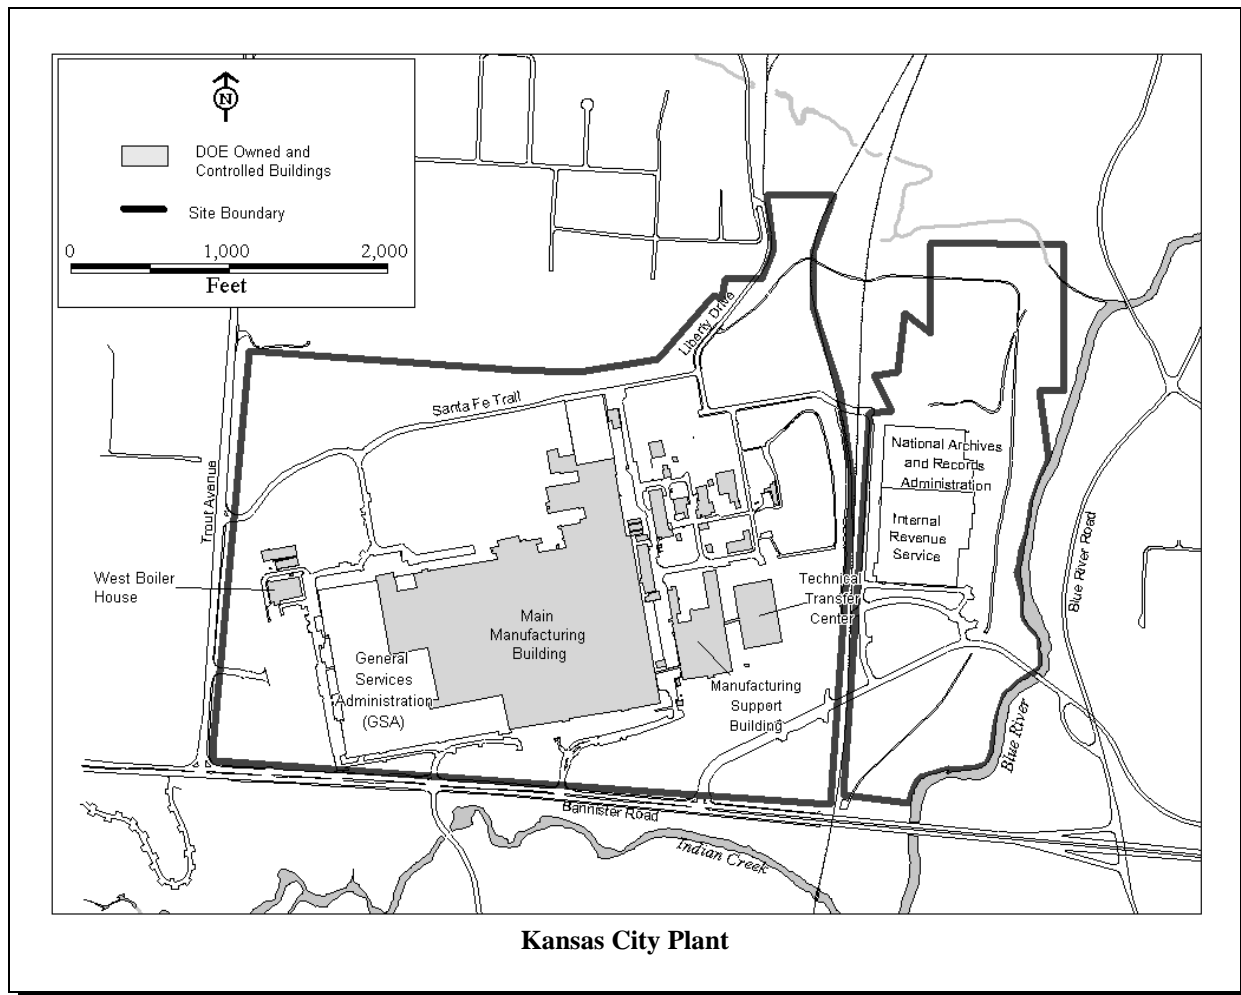 N
DOE Owned and
Controlled Buildings
Site Boundary
0 1,000 2,000
Feet
Liberty Drive
Santa Fe Trail
Trout Avenue
National Archives
and Records
Administration
Internal
Revenue
Service
Blue River Road
West Boiler
House
Technical
Transfer
Center
Main
Manufacturing
Building
General
Services
Administration
(GSA)
Manufacturing
Support
Building
Blue River
Bannister Road
Indian Creek
Kansas City Plant